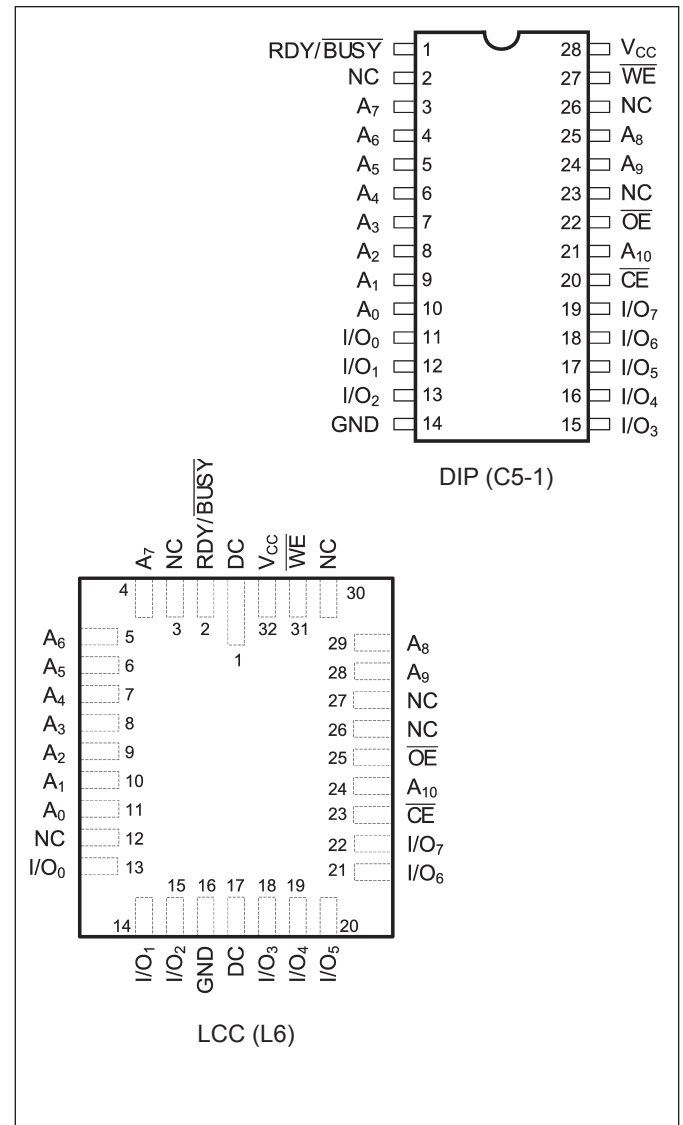 RDY/BUSY 1 28 VCC
NC 2 27 WE
A7 3 26 NC
A6 4 25 A8
A5 5 24 A9
A4 6 23 NC
A3 7 22 OE
A2 8 21 A10
A1 9 20 CE
A0 10 19 I/O7
I/O0 11 18 I/O6
I/O1 12 17 I/O5
I/O2 13 16 I/O4
GND 14 15 I/O3
DIP (C5-1)
A7 NC RDY/BUSY DC VCC WE NC
4 3 2 1 32 31 30
A6 5 29 A8
A5 6 28 A9
A4 7 27 NC
A3 8 26 NC
A2 9 25 OE
A1 10 24 A10
A0 11 23 CE
NC 12 22 I/O7
I/O0 13 21 I/O6
14 15 16 17 18 19 20
I/O1 I/O2 GND DC I/O3 I/O4 I/O5
LCC (L6)